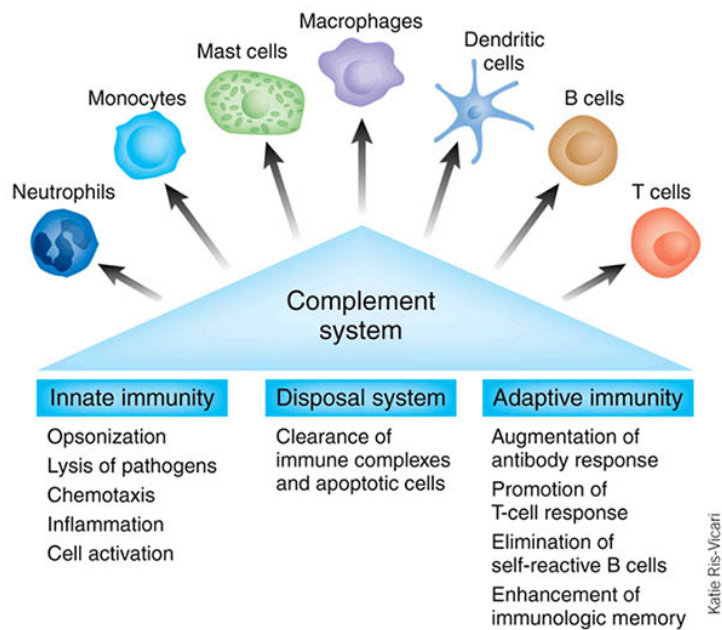 Macrophages
Mast cells
Dendritic
cells
Monocytes
B cells
Neutrophils
T cells
Complement
system
Innate immunity
Opsonization
Lysis of pathogens
Chemotaxis
Inflammation
Cell activation
Disposal system
Clearance of
immune complexes
and apoptotic cells
Adaptive immunity
Augmentation of
antibody response
Promotion of
T-cell response
Elimination of
self-reactive B cells
Enhancement of
immunologic memory
Katie Ris-Vicari